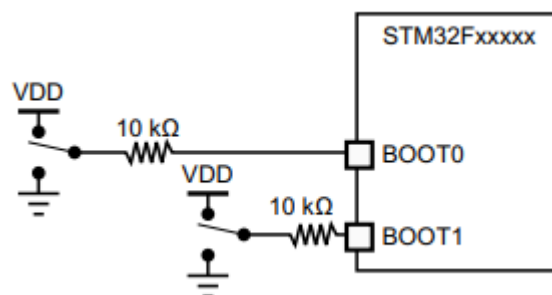 STM32Fxxxxx
VDD
10 kΩ
BOOT0
VDD
10 kΩ
BOOT1